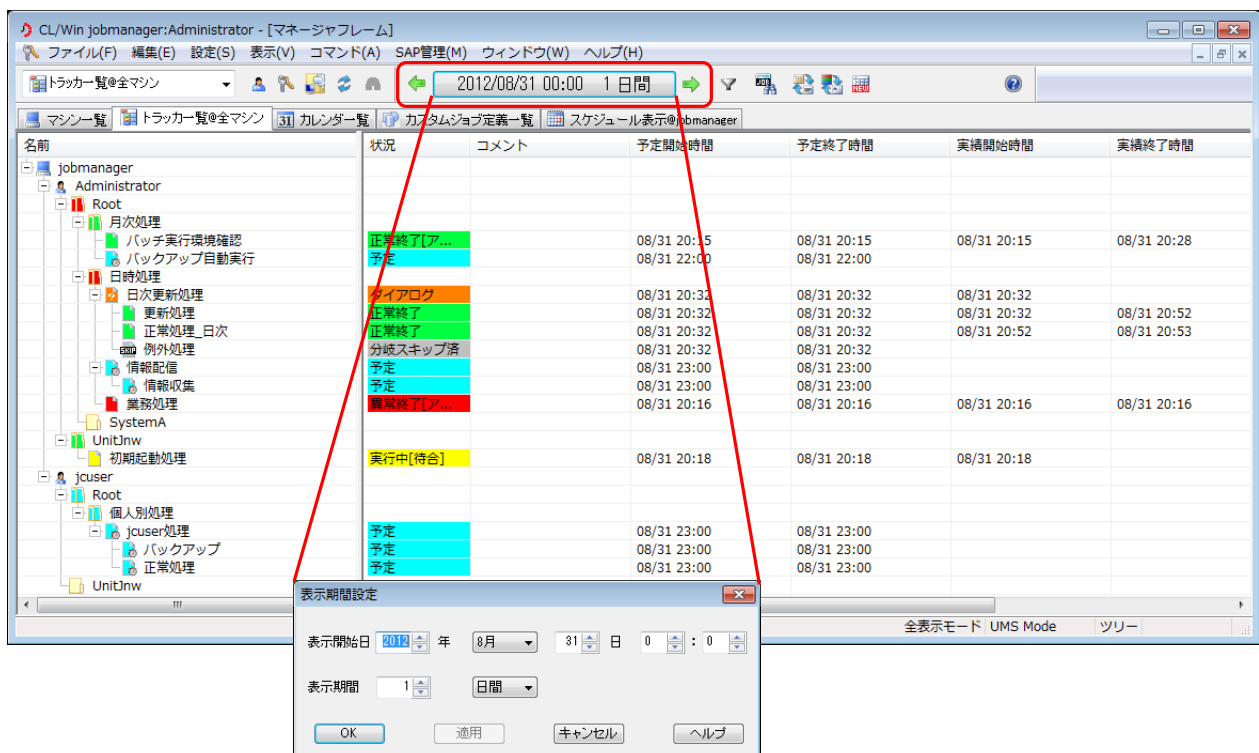 CL/Win jobmanager:Administrator - [マネージャフレーム]
ファイル(F) 編集(E) 設定(S) 表示(V) コマンド(A) SAP管理(M) ウィンドウ(W) ヘルプ(H)
トラッカ一覧@全マシン 2012/08/31 00:00 1 日間
マシン一覧 トラッカ一覧@全マシン 31 カレンダ一覧 カスタムジョブ定義一覧 スケジュール表示@jobmanager
名前 状況 コメント 予定開始時間 予定終了時間 実績開始時間 実績終了時間
jobmanager
Administrator
Root
月次処理
バッチ実行環境確認 正常終了[ア... 08/31 20:15 08/31 20:15 08/31 20:15 08/31 20:28
バックアップ自動実行 予定 08/31 22:00 08/31 22:00
日時処理
日次更新処理 ダイアログ 08/31 20:32 08/31 20:32 08/31 20:32
更新処理 正常終了 08/31 20:32 08/31 20:32 08/31 20:32 08/31 20:52
正常処理_日次 正常終了 08/31 20:32 08/31 20:32 08/31 20:52 08/31 20:53
SKIP 例外処理 分岐スキップ済 08/31 20:32 08/31 20:32
情報配信 予定 08/31 23:00 08/31 23:00
情報収集 予定 08/31 23:00 08/31 23:00
業務処理 異常終了[ア... 08/31 20:16 08/31 20:16 08/31 20:16 08/31 20:16
SystemA
UnitJnw
初期起動処理 実行中[待合] 08/31 20:18 08/31 20:18 08/31 20:18
jcuser
Root
個人別処理
jcuser処理 予定 08/31 23:00 08/31 23:00
バックアップ 予定 08/31 23:00 08/31 23:00
正常処理 予定 08/31 23:00 08/31 23:00
UnitJnw
全表示モード UMS Mode ツリー
表示期間設定
表示開始日 2012 年 8月 31 日 0 : 0
表示期間 1 日間
OK 適用 キャンセル ヘルプ